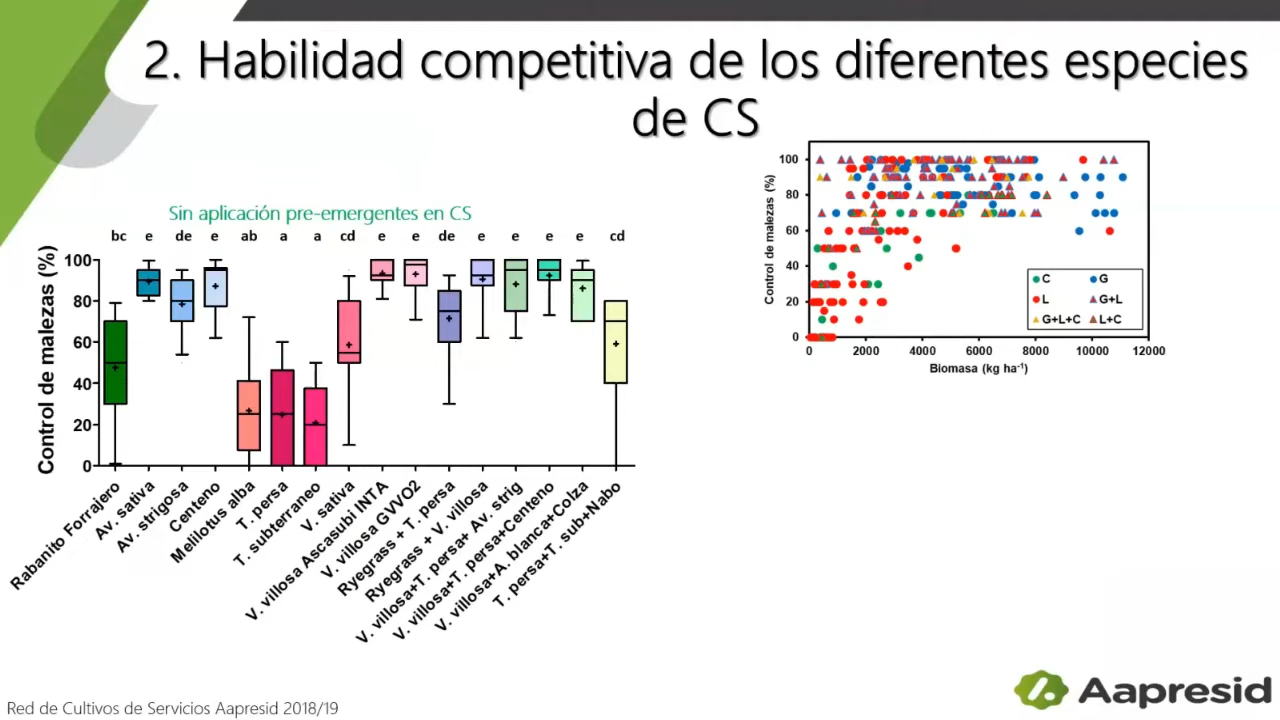 2. Habilidad competitiva de los diferentes especies
de CS
Sin aplicación pre-emergentes en CS
bc e de e ab a a cd e e de e e e e cd
Control de malezas (%)
100
80
60
40
20
0
Rabanito Forrajero
Av. sativa
Av. strigosa
Centeno
Melilotus alba
T. persa
T. subterraneo
V. sativa
V. villosa Ascasubi INTA
V. villosa GVVO2
Ryegrass + T. persa
Ryegrass + V. villosa
V. villosa+T. persa+ Av. strig
V. villosa+T. persa+Centeno
V. villosa+A. blanca+Colza
T. persa+T. sub+Nabo
Control de malezas (%)
100
80
60
40
20
0
C G
L G+L
G+L+C L+C
0 2000 4000 6000 8000 10000 12000
Biomasa (kg ha⁻¹)
Red de Cultivos de Servicios Aapresid 2018/19
Aapresid